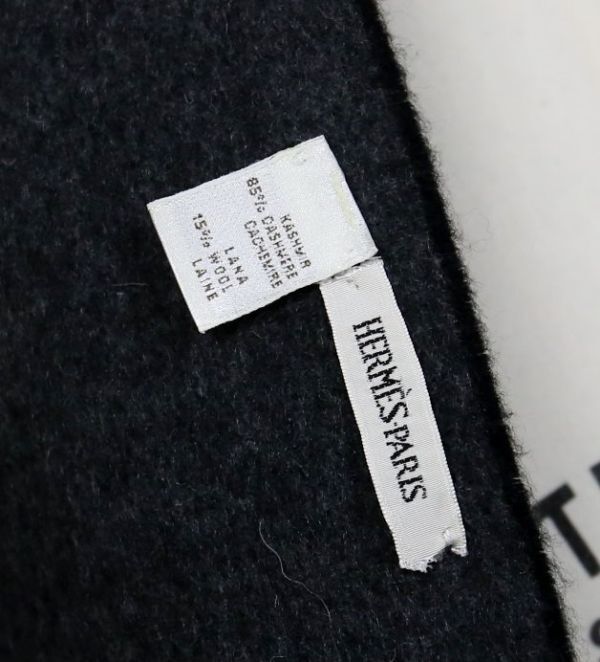 KASHMIR
85% CASHMERE
CACHEMIRE
LANA
15% WOOL
LAINE
HERMÈS-PARIS